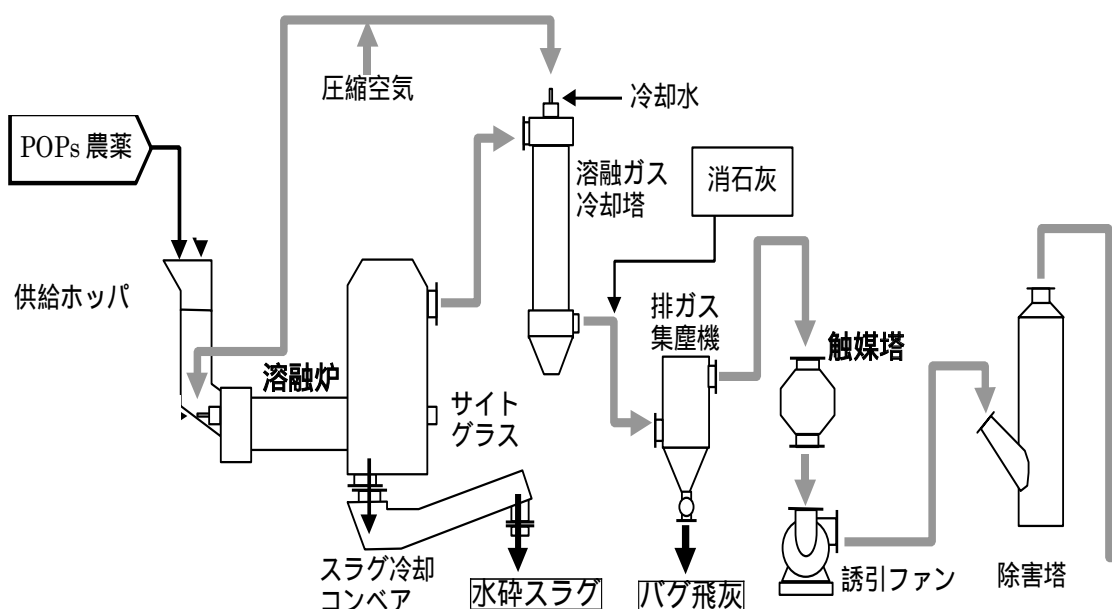 圧縮空気
冷却水
POPs 農薬
溶融ガス
冷却塔
消石灰
供給ホッパ
排ガス
集塵機
触媒塔
溶融炉
サイト
グラス
スラグ冷却
コンベア
水砕スラグ
バグ飛灰
誘引ファン
除害塔